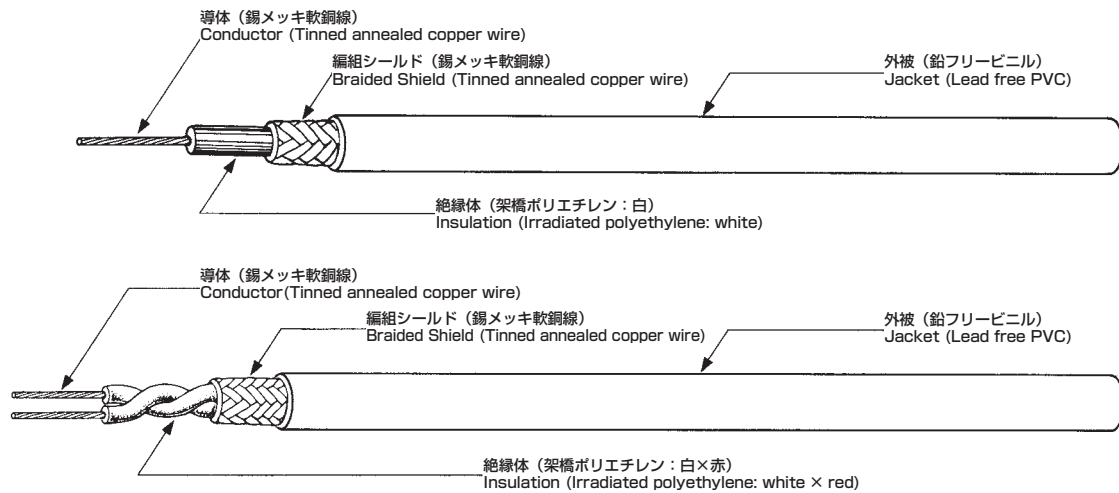 導体（錫メッキ軟銅線）
Conductor (Tinned annealed copper wire)
編組シールド（錫メッキ軟銅線）
Braided Shield (Tinned annealed copper wire)
外被（鉛フリービニル）
Jacket (Lead free PVC)
絶縁体（架橋ポリエチレン：白）
Insulation (Irradiated polyethylene: white)
導体（錫メッキ軟銅線）
Conductor(Tinned annealed copper wire)
編組シールド（錫メッキ軟銅線）
Braided Shield (Tinned annealed copper wire)
外被（鉛フリービニル）
Jacket (Lead free PVC)
絶縁体（架橋ポリエチレン：白×赤）
Insulation (Irradiated polyethylene: white × red)